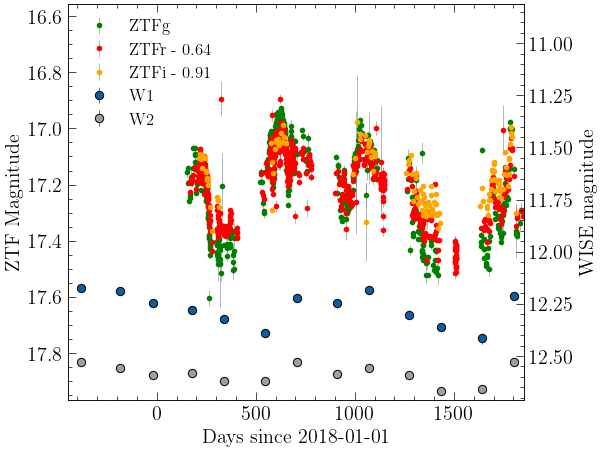 ZTFg
ZTFr - 0.64
ZTFi - 0.91
W1
W2
16.6
16.8
17.0
17.2
17.4
17.6
17.8
ZTF Magnitude
11.00
11.25
11.50
11.75
12.00
12.25
12.50
WISE magnitude
0
500
1000
1500
Days since 2018-01-01